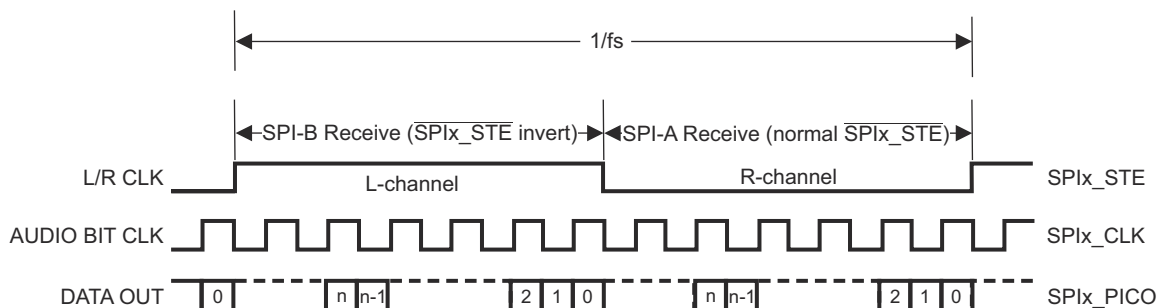 1/fs
SPI-B Receive (SPIx_STE invert) SPI-A Receive (normal SPIx_STE)
L/R CLK L-channel R-channel SPIx_STE
AUDIO BIT CLK SPIx_CLK
DATA OUT 0 n n-1 2 1 0 n n-1 2 1 0 SPIx_PICO